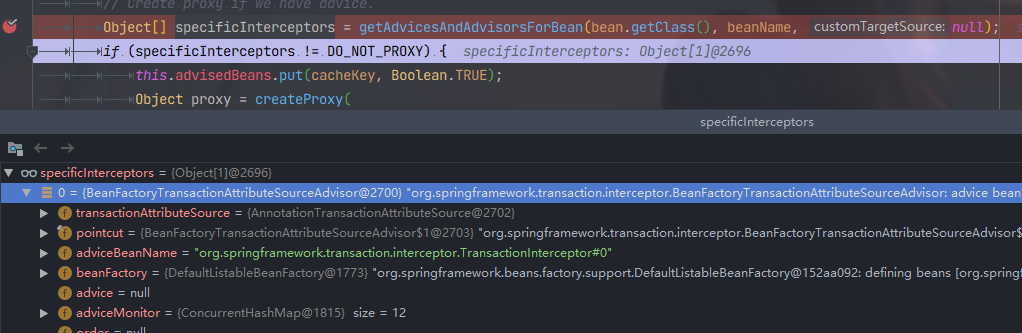 // Create proxy if we have advice.
Object[] specificInterceptors = getAdvicesAndAdvisorsForBean(bean.getClass(), beanName, customTargetSource: null);
if (specificInterceptors != DO_NOT_PROXY) { specificInterceptors: Object[1]@2696
this.advisedBeans.put(cacheKey, Boolean.TRUE);
Object proxy = createProxy(
specificInterceptors
specificInterceptors = {Object[1]@2696}
0 = {BeanFactoryTransactionAttributeSourceAdvisor@2700} "org.springframework.transaction.interceptor.BeanFactoryTransactionAttributeSourceAdvisor: advice bean
transactionAttributeSource = {AnnotationTransactionAttributeSource@2702}
pointcut = {BeanFactoryTransactionAttributeSourceAdvisor$1@2703} "org.springframework.transaction.interceptor.BeanFactoryTransactionAttributeSourceAdvisor$
adviceBeanName = "org.springframework.transaction.interceptor.TransactionInterceptor#0"
beanFactory = {DefaultListableBeanFactory@1773} "org.springframework.beans.factory.support.DefaultListableBeanFactory@152aa092: defining beans [org.spring
advice = null
adviceMonitor = {ConcurrentHashMap@1815} size = 12
order = null